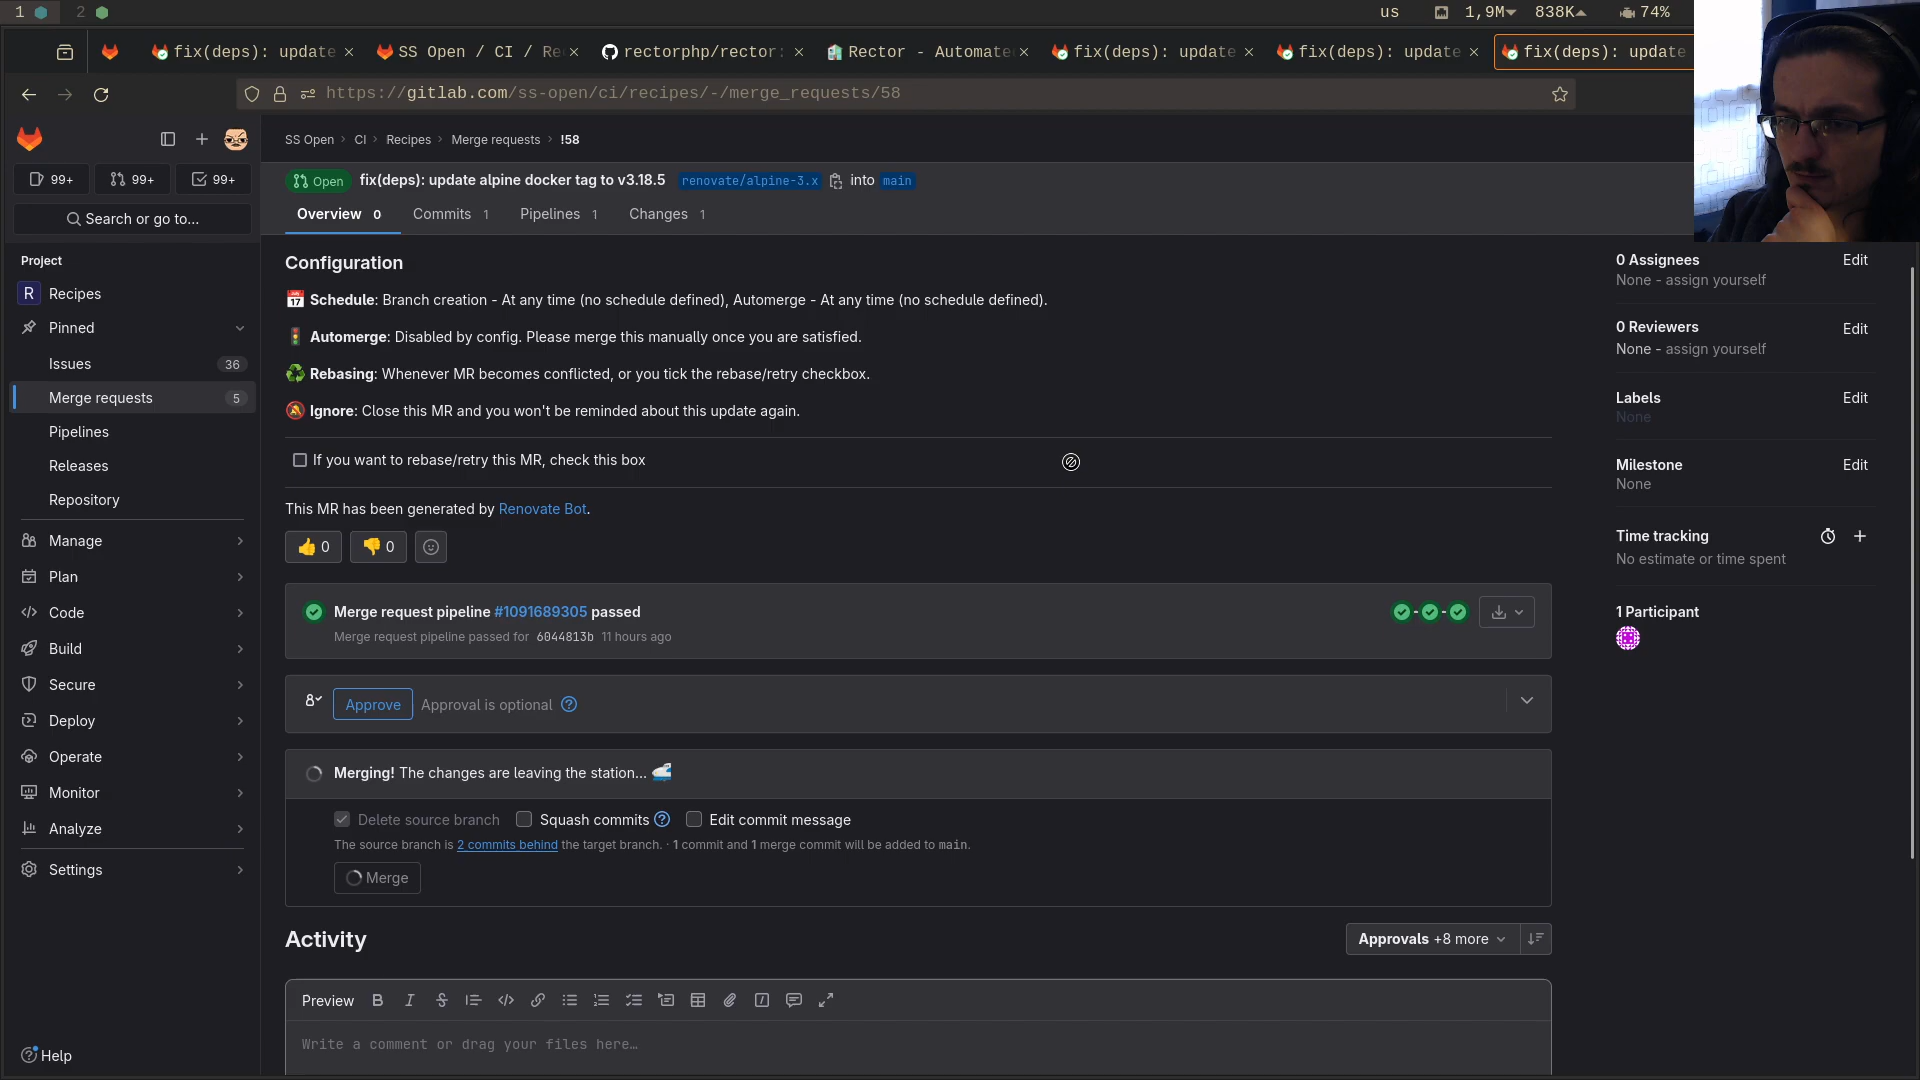 1 2 us 1,9M 838K 74%
fix(deps): update SS Open / CI / Re rectorphp/rector: Rector - Automate fix(deps): update fix(deps): update fix(deps): update
https://gitlab.com/ss-open/ci/recipes/-/merge_requests/58
SS Open CI Recipes Merge requests !58
99+ 99+ 99+
Search or go to...
Project
R Recipes
Pinned
Issues 36
Merge requests 5
Pipelines
Releases
Repository
Manage
Plan
Code
Build
Secure
Deploy
Operate
Monitor
Analyze
Settings
Help
Open fix(deps): update alpine docker tag to v3.18.5 renovate/alpine-3.x into main
Overview 0 Commits 1 Pipelines 1 Changes 1
Configuration
📅 Schedule: Branch creation - At any time (no schedule defined), Automerge - At any time (no schedule defined).
🚦 Automerge: Disabled by config. Please merge this manually once you are satisfied.
♻ Rebasing: Whenever MR becomes conflicted, or you tick the rebase/retry checkbox.
🔕 Ignore: Close this MR and you won't be reminded about this update again.
If you want to rebase/retry this MR, check this box
This MR has been generated by Renovate Bot.
👍 0 👎 0
Merge request pipeline #1091689305 passed
Merge request pipeline passed for 6044813b 11 hours ago
Approve Approval is optional
Merging! The changes are leaving the station... 🚅
Delete source branch Squash commits Edit commit message
The source branch is 2 commits behind the target branch. · 1 commit and 1 merge commit will be added to main.
Merge
Activity
Approvals +8 more
Preview
Write a comment or drag your files here…
0 Assignees Edit
None - assign yourself
0 Reviewers Edit
None - assign yourself
Labels Edit
None
Milestone Edit
None
Time tracking
No estimate or time spent
1 Participant